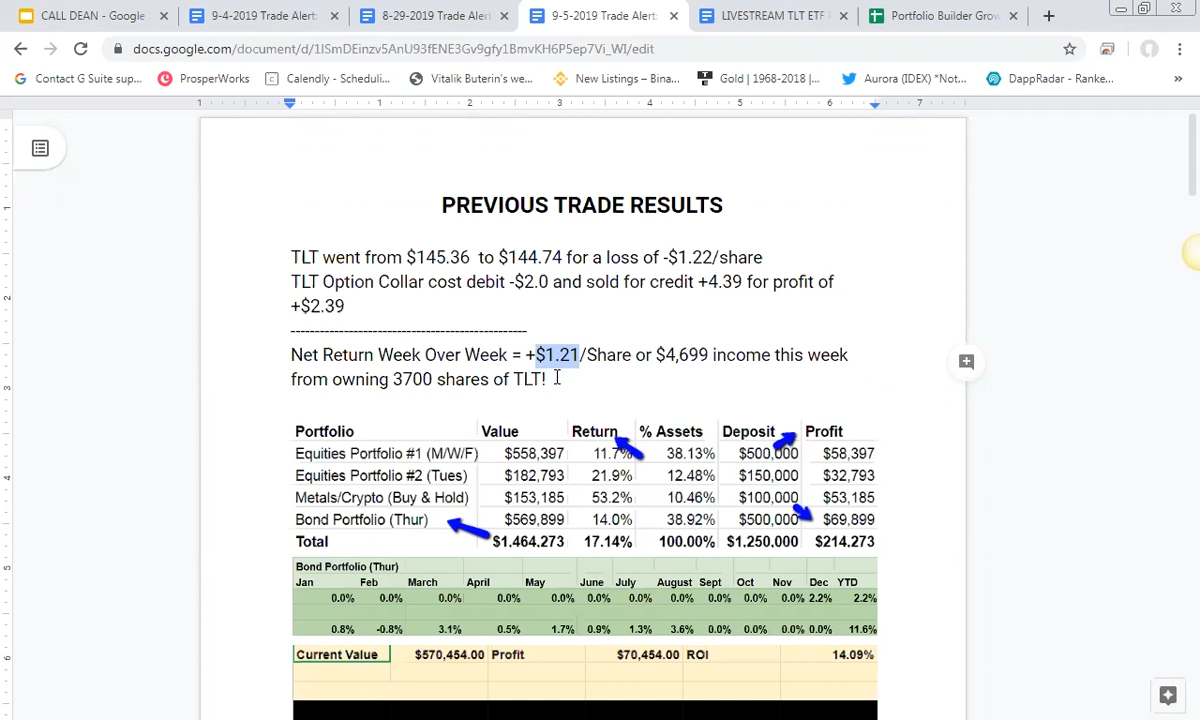 CALL DEAN - Google
9-4-2019 Trade Alert:
8-29-2019 Trade Alert
9-5-2019 Trade Alert:
LIVESTREAM TLT ETF
Portfolio Builder Grow
docs.google.com/document/d/1lSmDEinzv5AnU93fENE3Gv9gfy1BmvKH6P5ep7Vi_WI/edit
Contact G Suite sup...
ProsperWorks
Calendly - Scheduli...
Vitalik Buterin's we...
New Listings – Bina...
Gold | 1968-2018 |...
Aurora (IDEX) *Not...
DappRadar - Ranke...
»
1 1 2 3 4 5 6 7
PREVIOUS TRADE RESULTS
TLT went from $145.36 to $144.74 for a loss of -$1.22/share
TLT Option Collar cost debit -$2.0 and sold for credit +4.39 for profit of
+$2.39
-------------------------------------------------
Net Return Week Over Week = +$1.21/Share or $4,699 income this week
from owning 3700 shares of TLT!
Portfolio Value Return % Assets Deposit Profit
Equities Portfolio #1 (M/W/F) $558,397 11.7% 38.13% $500,000 $58,397
Equities Portfolio #2 (Tues) $182,793 21.9% 12.48% $150,000 $32,793
Metals/Crypto (Buy & Hold) $153,185 53.2% 10.46% $100,000 $53,185
Bond Portfolio (Thur) $569,899 14.0% 38.92% $500,000 $69,899
Total $1,464,273 17.14% 100.00% $1,250,000 $214,273
Bond Portfolio (Thur)
Jan Feb March April May June July August Sept Oct Nov Dec YTD
0.0% 0.0% 0.0% 0.0% 0.0% 0.0% 0.0% 0.0% 0.0% 0.0% 0.0% 2.2% 2.2%
0.8% -0.8% 3.1% 0.5% 1.7% 0.9% 1.3% 3.6% 0.0% 0.0% 0.0% 0.0% 11.6%
Current Value $570,454.00 Profit $70,454.00 ROI 14.09%